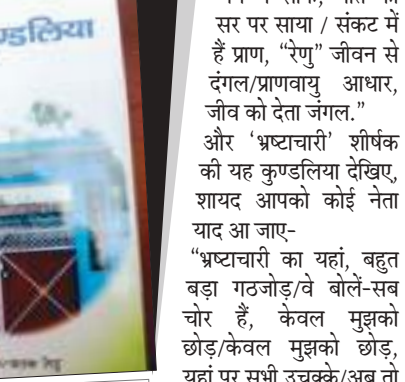 ण्डलिया
सर पर साया / संकट में
हैं प्राण, “रेणु” जीवन से
दंगल/प्राणवायु आधार,
जीव को देता जंगल.”
और ‘भ्रष्टाचारी’ शीर्षक
की यह कुण्डलिया देखिए,
शायद आपको कोई नेता
याद आ जाए-
“भ्रष्टाचारी का यहां, बहुत
बड़ा गठजोड़/वे बोलें-सब
चोर हैं, केवल मुझको
छोड़/केवल मुझको छोड़,
यहां पर सभी उचक्के/अब तो